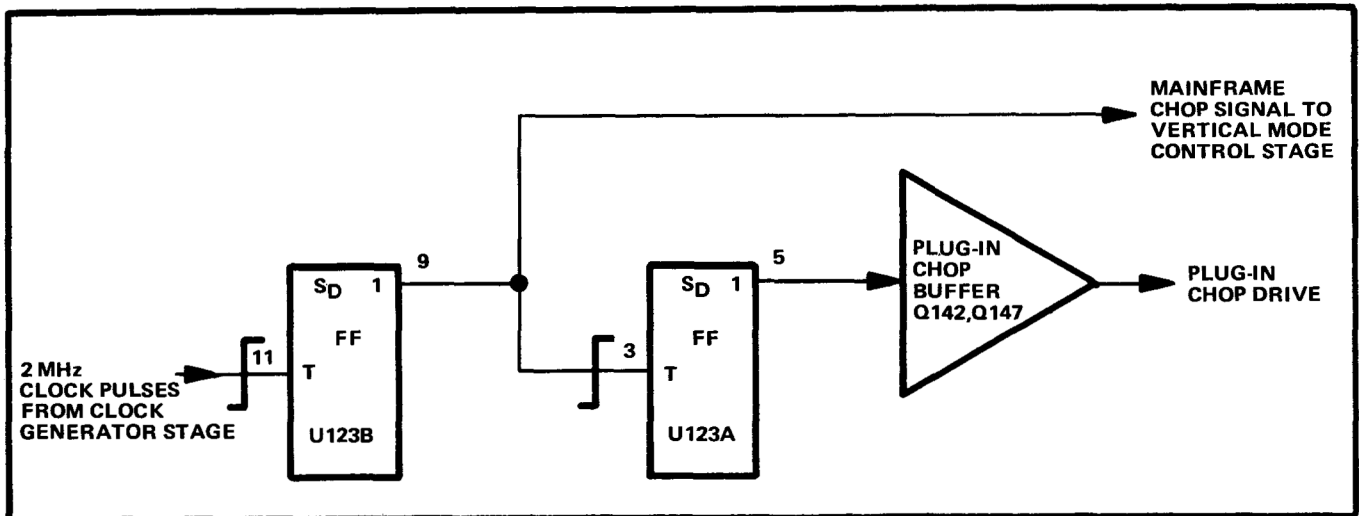 MAINFRAME
CHOP SIGNAL TO
VERTICAL MODE
CONTROL STAGE
9
5
SD 1
FF
T
U123B
SD 1
FF
T
U123A
PLUG-IN
CHOP
BUFFER
Q142,Q147
PLUG-IN
CHOP DRIVE
11
3
2 MHz
CLOCK PULSES
FROM CLOCK
GENERATOR STAGE